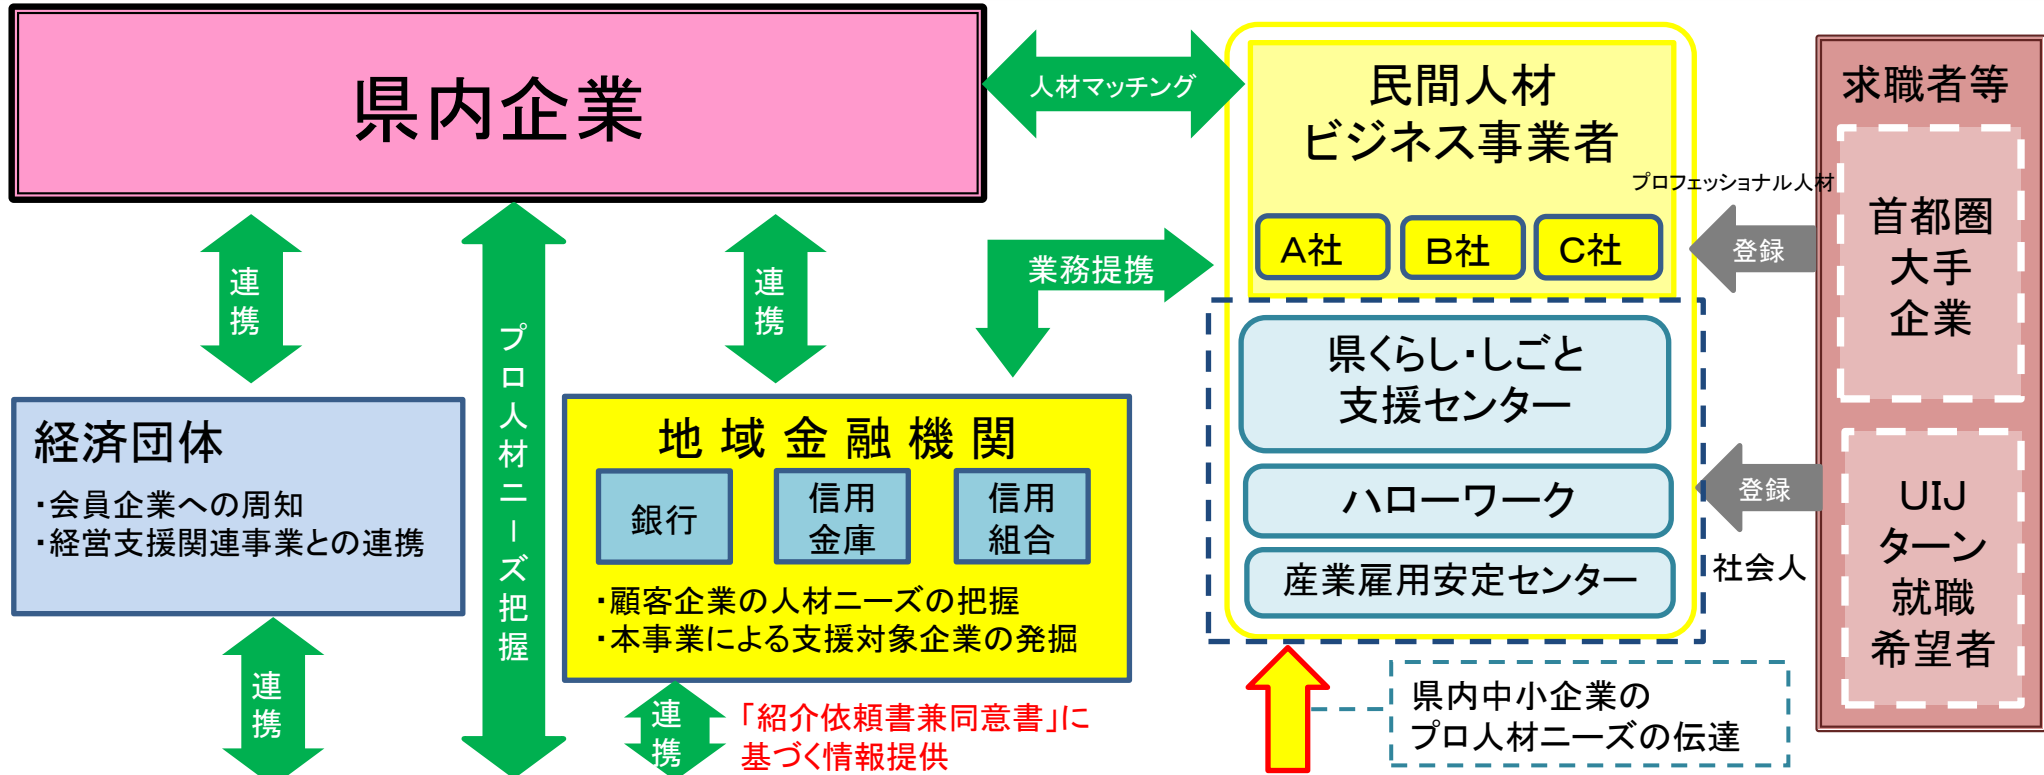 県内企業
人材マッチング
民間人材
ビジネス事業者
A社
B社
C社
プロフェッショナル人材
登録
求職者等
首都圏
大手
企業
連携
プロ人材ニーズ把握
連携
業務提携
県くらし・しごと
支援センター
ハローワーク
産業雇用安定センター
登録
社会人
UIJ
ターン
就職
希望者
経済団体
・会員企業への周知
・経営支援関連事業との連携
地域金融機関
銀行
信用
金庫
信用
組合
・顧客企業の人材ニーズの把握
・本事業による支援対象企業の発掘
連携
連携
「紹介依頼書兼同意書」に
基づく情報提供
県内中小企業の
プロ人材ニーズの伝達